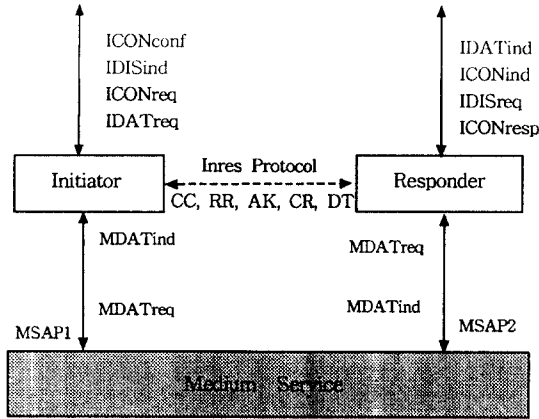 ICONconf
IDISind
ICONreq
IDATreq
IDATind
ICONind
IDISreq
ICONresp
Initiator
Inres Protocol
CC, RR, AK, CR, DT
Responder
MDATind
MDATreq
MSAP1
MDATreq
MDATind
MSAP2
Medium Service